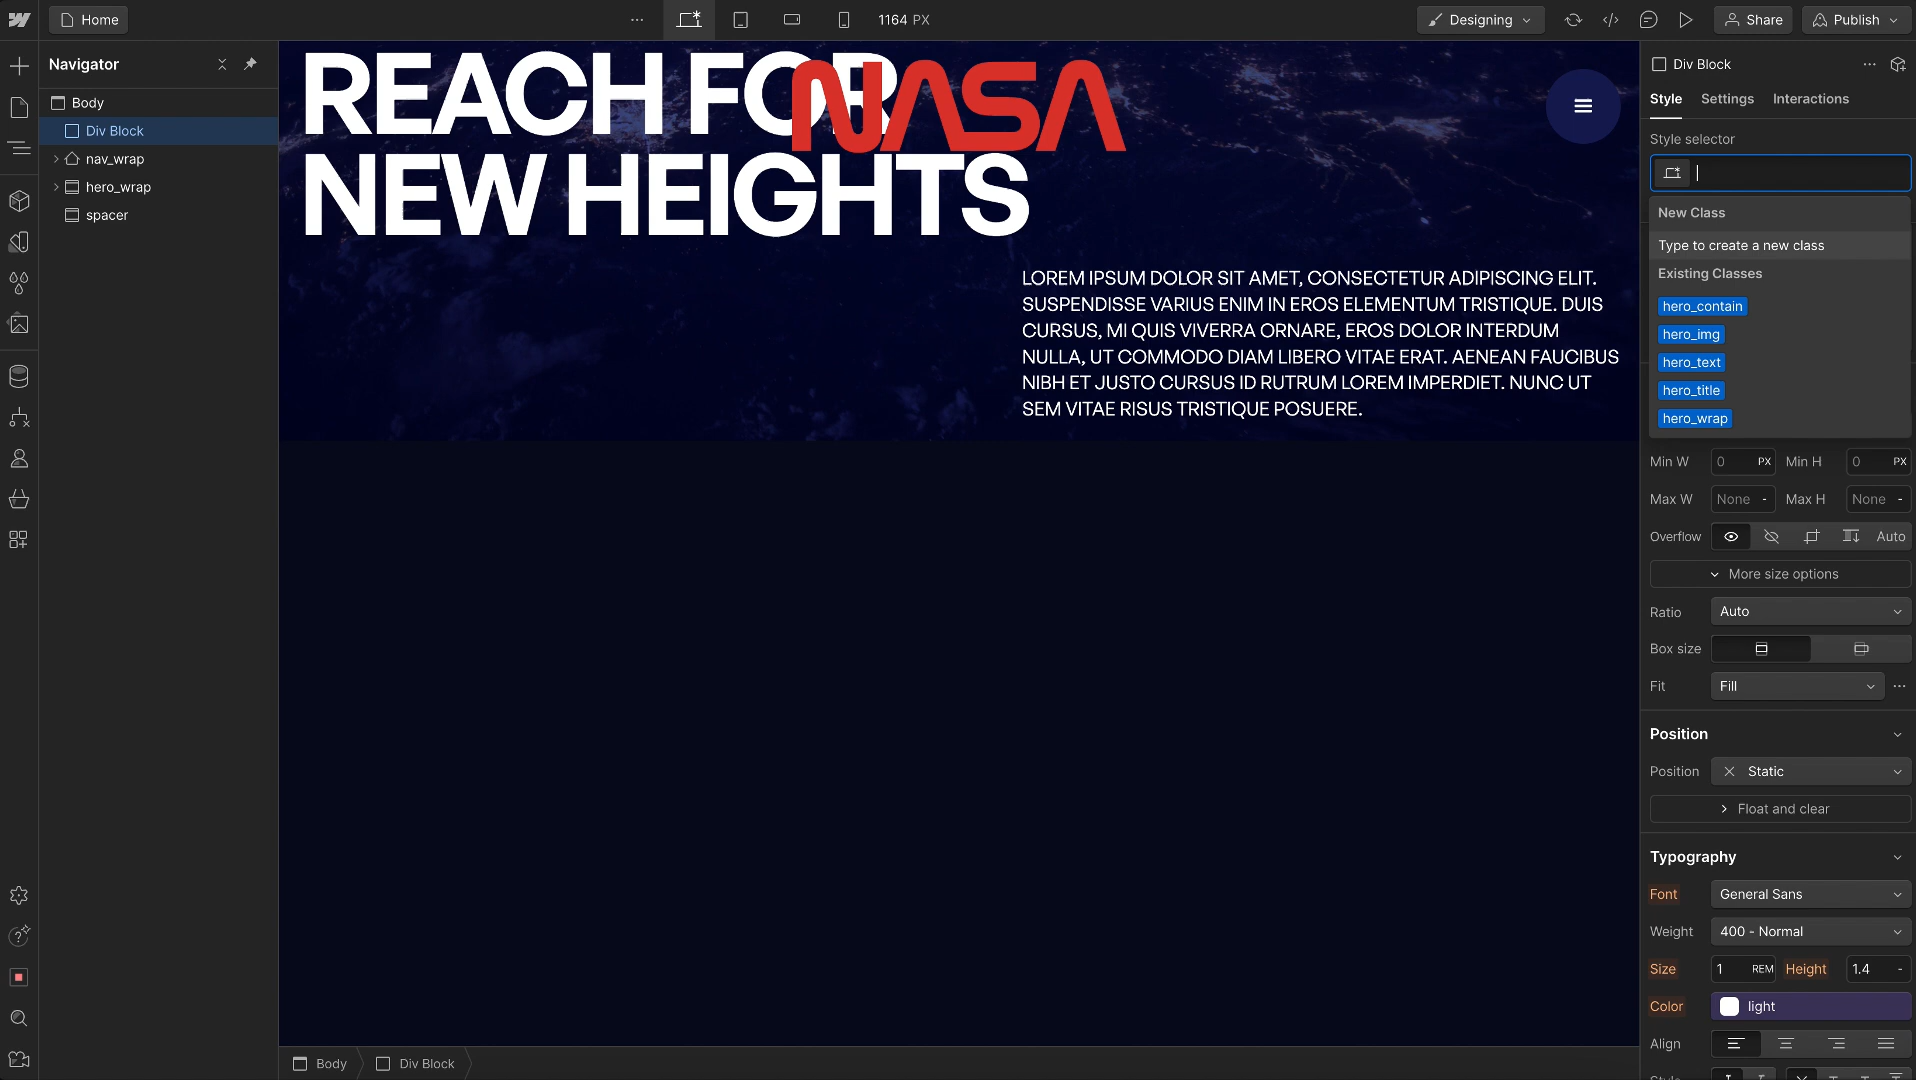 Home
1164 PX
Designing
Share
Publish
Navigator
Body
Div Block
nav_wrap
hero_wrap
spacer
REACH FOR
NEW HEIGHTS
NASA
LOREM IPSUM DOLOR SIT AMET, CONSECTETUR ADIPISCING ELIT.
SUSPENDISSE VARIUS ENIM IN EROS ELEMENTUM TRISTIQUE. DUIS
CURSUS, MI QUIS VIVERRA ORNARE, EROS DOLOR INTERDUM
NULLA, UT COMMODO DIAM LIBERO VITAE ERAT. AENEAN FAUCIBUS
NIBH ET JUSTO CURSUS ID RUTRUM LOREM IMPERDIET. NUNC UT
SEM VITAE RISUS TRISTIQUE POSUERE.
Body
Div Block
Div Block
Style Settings Interactions
Style selector
New Class
Type to create a new class
Existing Classes
hero_contain
hero_img
hero_text
hero_title
hero_wrap
Min W 0 PX Min H 0 PX
Max W None - Max H None -
Overflow Auto
More size options
Ratio Auto
Box size
Fit Fill
Position
Position Static
Float and clear
Typography
Font General Sans
Weight 400 - Normal
Size 1 REM Height 1.4 -
Color light
Align